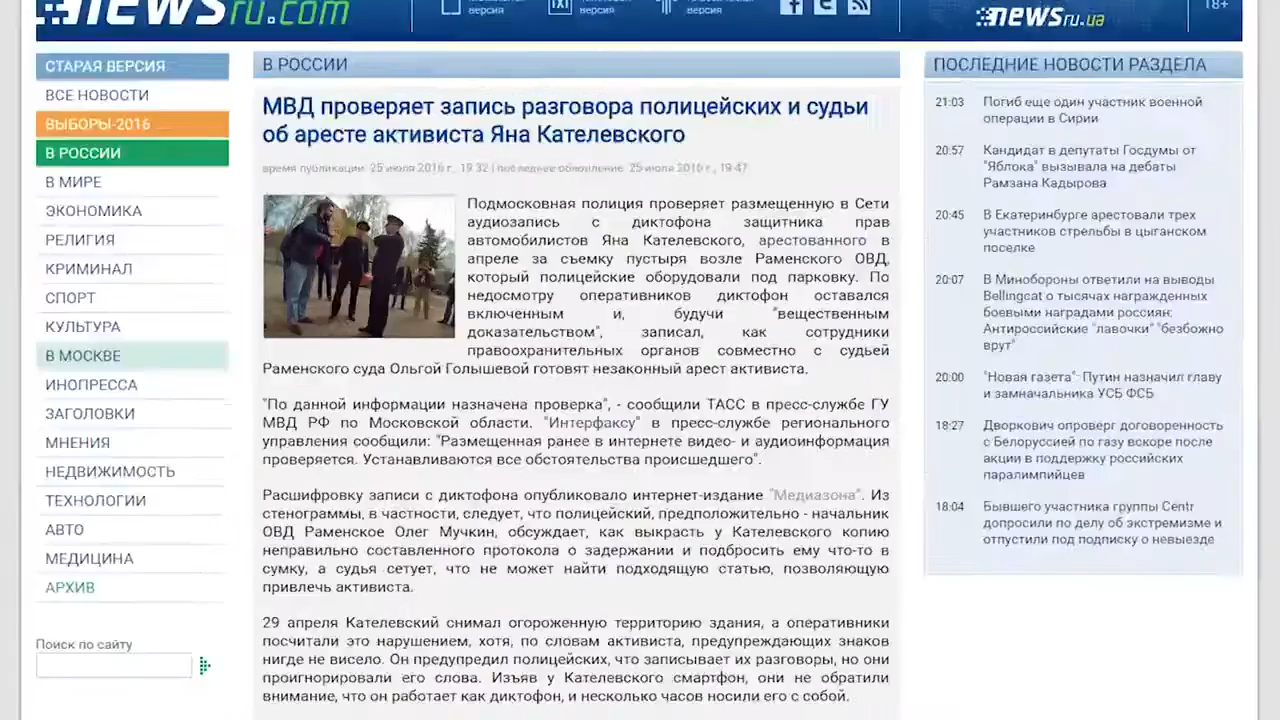 NEWSru.com
версия
версия
версия
NEWSru.ua
18+
СТАРАЯ ВЕРСИЯ
ВСЕ НОВОСТИ
ВЫБОРЫ-2016
В РОССИИ
В МИРЕ
ЭКОНОМИКА
РЕЛИГИЯ
КРИМИНАЛ
СПОРТ
КУЛЬТУРА
В МОСКВЕ
ИНОПРЕССА
ЗАГОЛОВКИ
МНЕНИЯ
НЕДВИЖИМОСТЬ
ТЕХНОЛОГИИ
АВТО
МЕДИЦИНА
АРХИВ
Поиск по сайту
В РОССИИ
МВД проверяет запись разговора полицейских и судьи
об аресте активиста Яна Кателевского
время публикации: 25 июля 2016 г., 19:32 | последнее обновление: 25 июля 2016 г., 19:47
Подмосковная полиция проверяет размещенную в Сети
аудиозапись с диктофона защитника прав
автомобилистов Яна Кателевского, арестованного в
апреле за съемку пустыря возле Раменского ОВД,
который полицейские оборудовали под парковку. По
недосмотру оперативников диктофон оставался
включенным и, будучи "вещественным
доказательством", записал, как сотрудники
правоохранительных органов совместно с судьей
Раменского суда Ольгой Голышевой готовят незаконный арест активиста.
"По данной информации назначена проверка", - сообщили ТАСС в пресс-службе ГУ
МВД РФ по Московской области. "Интерфаксу" в пресс-службе регионального
управления сообщили: "Размещенная ранее в интернете видео- и аудиоинформация
проверяется. Устанавливаются все обстоятельства происшедшего".
Расшифровку записи с диктофона опубликовало интернет-издание "Медиазона". Из
стенограммы, в частности, следует, что полицейский, предположительно - начальник
ОВД Раменское Олег Мучкин, обсуждает, как выкрасть у Кателевского копию
неправильно составленного протокола о задержании и подбросить ему что-то в
сумку, а судья сетует, что не может найти подходящую статью, позволяющую
привлечь активиста.
29 апреля Кателевский снимал огороженную территорию здания, а оперативники
посчитали это нарушением, хотя, по словам активиста, предупреждающих знаков
нигде не висело. Он предупредил полицейских, что записывает их разговоры, но они
проигнорировали его слова. Изъяв у Кателевского смартфон, они не обратили
внимание, что он работает как диктофон, и несколько часов носили его с собой.
ПОСЛЕДНИЕ НОВОСТИ РАЗДЕЛА
21:03 Погиб еще один участник военной
операции в Сирии
20:57 Кандидат в депутаты Госдумы от
"Яблока" вызывала на дебаты
Рамзана Кадырова
20:45 В Екатеринбурге арестовали трех
участников стрельбы в цыганском
поселке
20:07 В Минобороны ответили на выводы
Bellingcat о тысячах награжденных
боевыми наградами россиян:
Антироссийские "лавочки" "безбожно
врут"
20:00 "Новая газета": Путин назначил главу
и замначальника УСБ ФСБ
18:27 Дворкович опроверг договоренность
с Белоруссией по газу вскоре после
акции в поддержку российских
паралимпийцев
18:04 Бывшего участника группы Centr
допросили по делу об экстремизме и
отпустили под подписку о невыезде